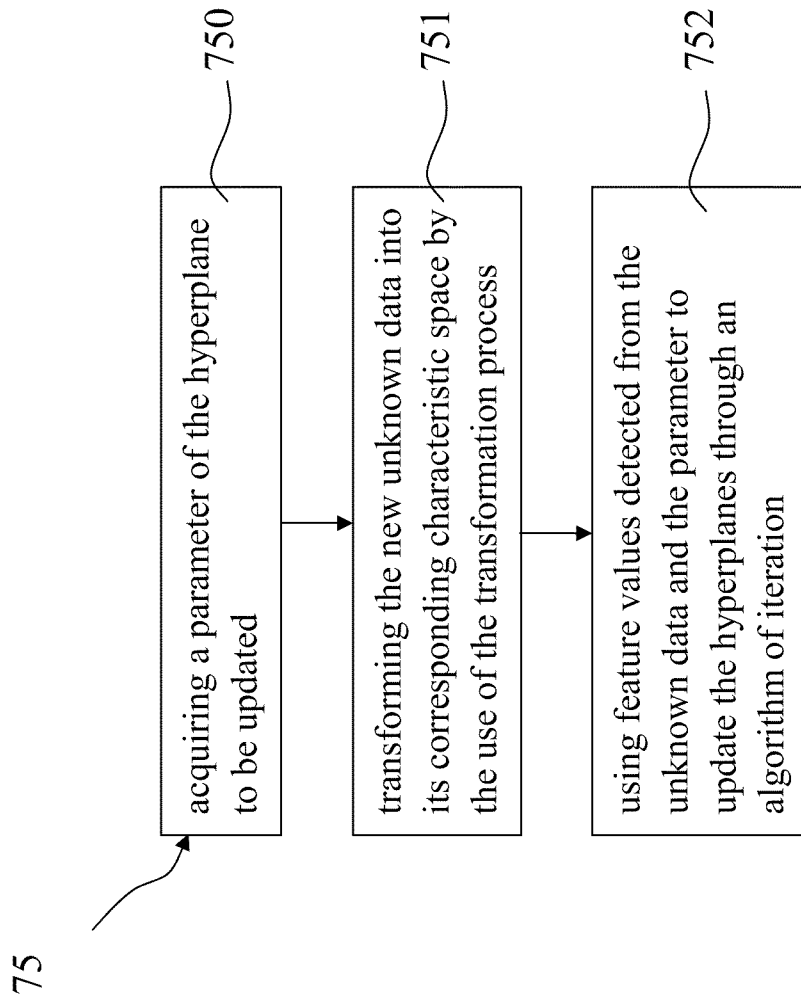 75
acquiring a parameter of the hyperplane
to be updated
750
transforming the new unknown data into
its corresponding characteristic space by
the use of the transformation process
751
using feature values detected from the
unknown data and the parameter to
update the hyperplanes through an
algorithm of iteration
752